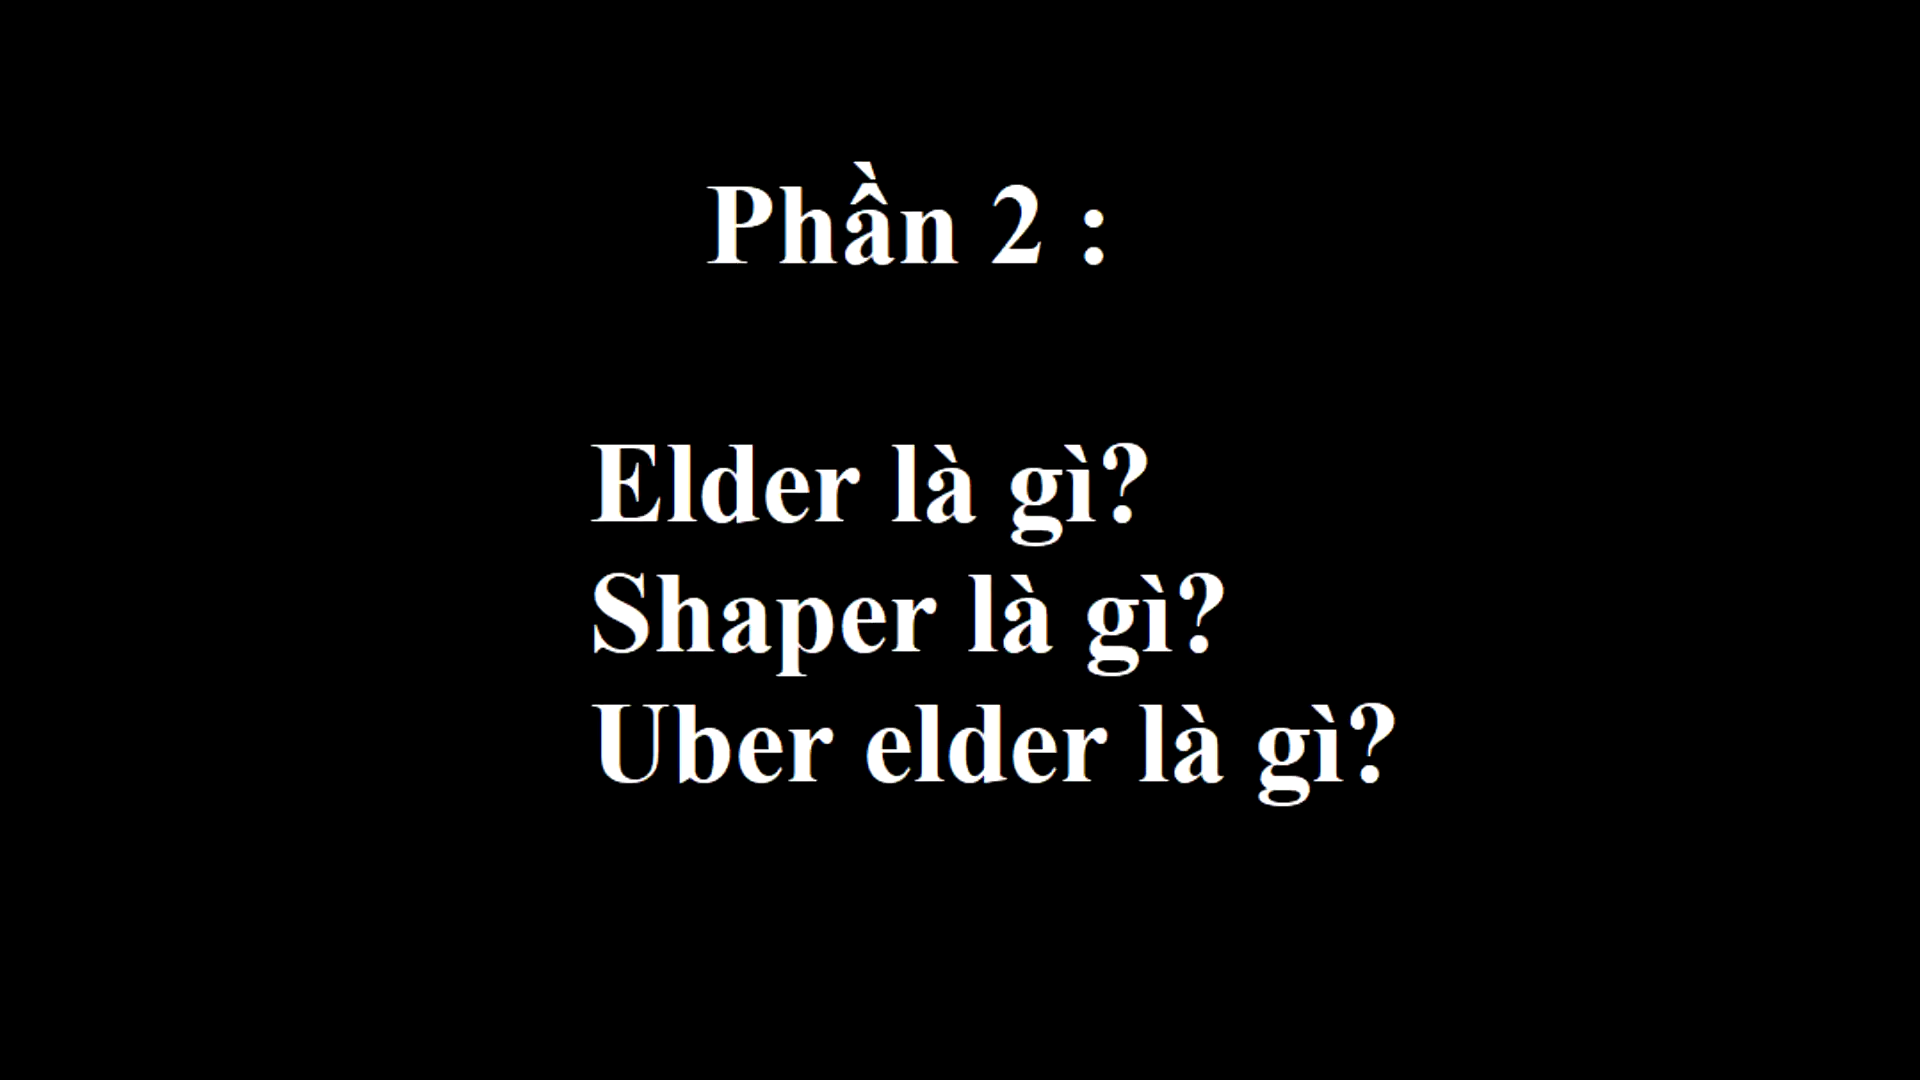 Phần 2 :
Elder là gì?
Shaper là gì?
Uber elder là gì?